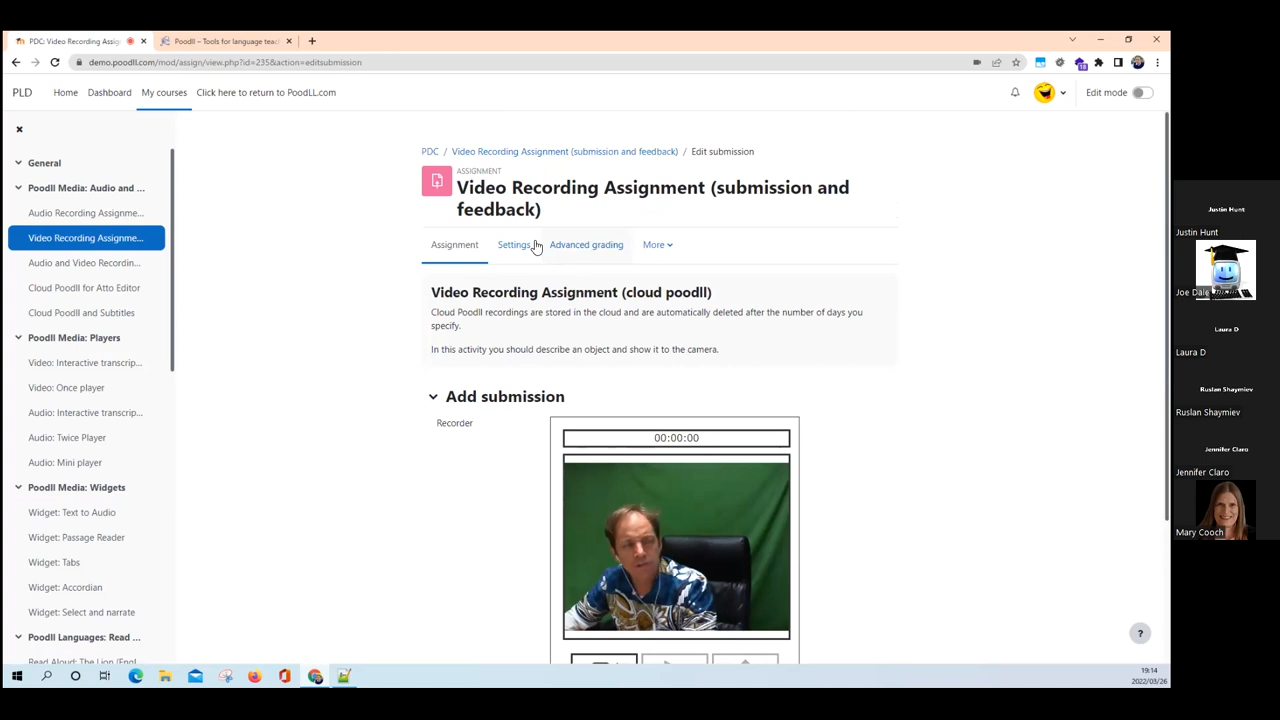 PDC: Video Recording Assig
Poodll – Tools for language teac
demo.poodll.com/mod/assign/view.php?id=235&action=editsubmission
18
PLD
Home
Dashboard
My courses
Click here to return to PoodLL.com
Edit mode
General
Poodll Media: Audio and ...
Audio Recording Assignme...
Video Recording Assignme...
Audio and Video Recordin...
Cloud Poodll for Atto Editor
Cloud Poodll and Subtitles
Poodll Media: Players
Video: Interactive transcrip...
Video: Once player
Audio: Interactive transcrip...
Audio: Twice Player
Audio: Mini player
Poodll Media: Widgets
Widget: Text to Audio
Widget: Passage Reader
Widget: Tabs
Widget: Accordian
Widget: Select and narrate
Poodll Languages: Read ...
Read Aloud: The Lion (Engl
PDC / Video Recording Assignment (submission and feedback) / Edit submission
ASSIGNMENT
Video Recording Assignment (submission and
feedback)
Assignment
Settings
Advanced grading
More
Video Recording Assignment (cloud poodll)
Cloud Poodll recordings are stored in the cloud and are automatically deleted after the number of days you
specify.
In this activity you should describe an object and show it to the camera.
Add submission
Recorder
00:00:00
?
19:14
2022/03/26
Justin Hunt
Justin Hunt
Joe Dale
Laura D
Laura D
Ruslan Shaymiev
Ruslan Shaymiev
Jennifer Claro
Jennifer Claro
Mary Cooch